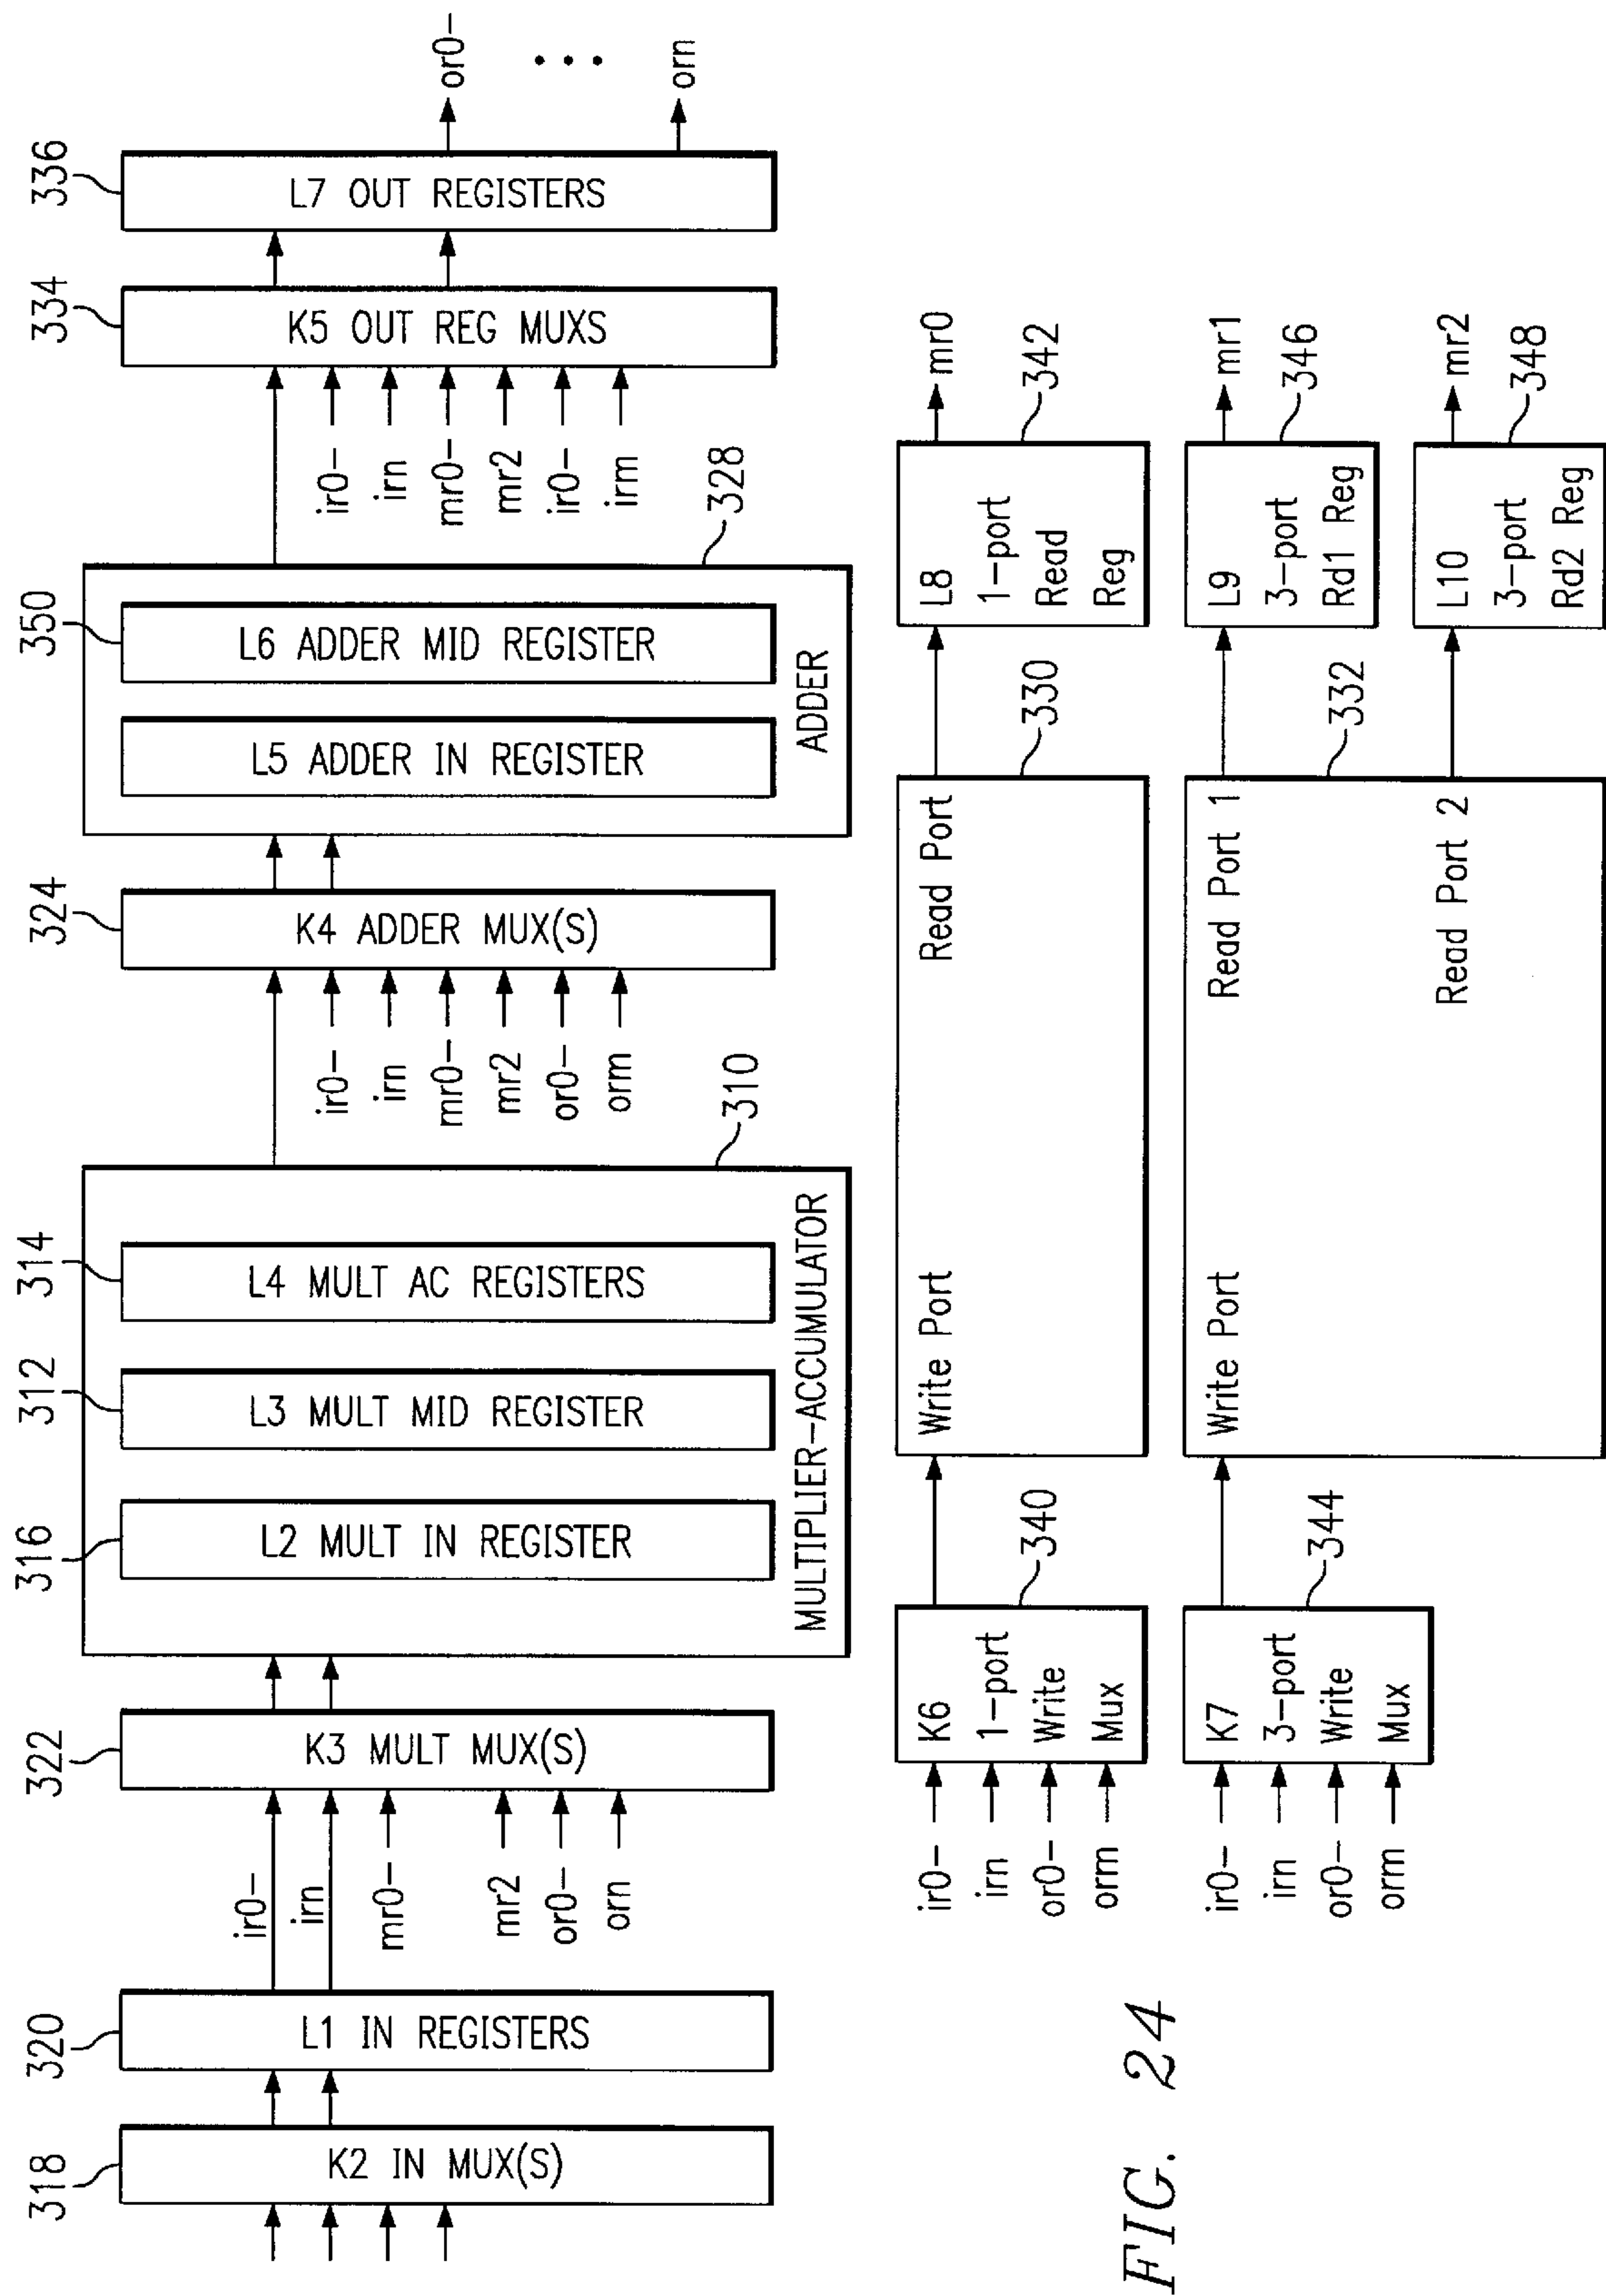 318
K2 IN MUX(S)
320
L1 IN REGISTERS
ir0-
irn
mr0-
mr2
or0-
orn
322
K3 MULT MUX(S)
316
L2 MULT IN REGISTER
312
L3 MULT MID REGISTER
314
L4 MULT AC REGISTERS
MULTIPLIER-ACCUMULATOR
310
ir0-
irn
mr0-
mr2
or0-
orm
324
K4 ADDER MUX(S)
L5 ADDER IN REGISTER
350
L6 ADDER MID REGISTER
ADDER
328
ir0-
irn
mr0-
mr2
ir0-
irm
334
K5 OUT REG MUXS
336
L7 OUT REGISTERS
or0-
orn
ir0-
irn
or0-
orm
K6
1-port
Write
Mux
340
Write Port
Read Port
330
L8
1-port
Read
Reg
342
mr0
ir0-
irn
or0-
orm
K7
3-port
Write
Mux
344
Write Port
Read Port 1
Read Port 2
332
L9
3-port
Rd1 Reg
346
mr1
L10
3-port
Rd2 Reg
348
mr2
FIG. 24